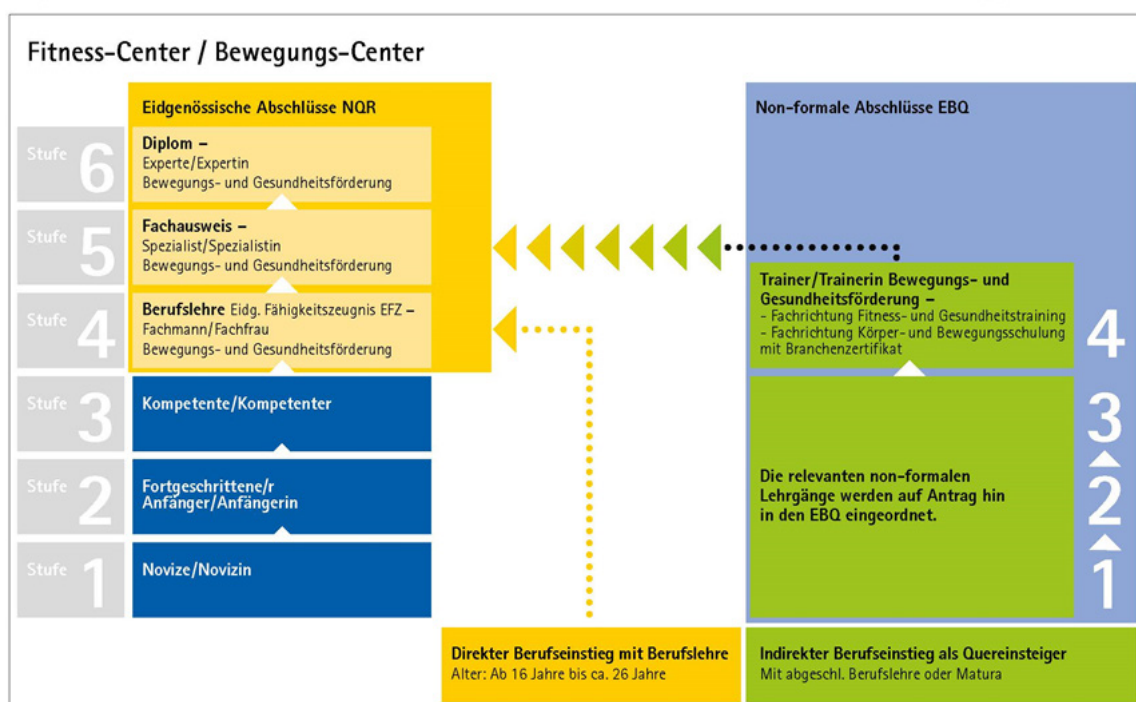 Fitness-Center / Bewegungs-Center
Eidgenössische Abschlüsse NQR
Stufe 6
Diplom –
Experte/Expertin
Bewegungs- und Gesundheitsförderung
Stufe 5
Fachausweis –
Spezialist/Spezialistin
Bewegungs- und Gesundheitsförderung
Stufe 4
Berufslehre Eidg. Fähigkeitszeugnis EFZ –
Fachmann/Fachfrau
Bewegungs- und Gesundheitsförderung
Stufe 3
Kompetente/Kompetenter
Stufe 2
Fortgeschrittene/r
Anfänger/Anfängerin
Stufe 1
Novize/Novizin
Direkter Berufseinstieg mit Berufslehre
Alter: Ab 16 Jahre bis ca. 26 Jahre
Non-formale Abschlüsse EBQ
Trainer/Trainerin Bewegungs- und
Gesundheitsförderung –
- Fachrichtung Fitness- und Gesundheitstraining
- Fachrichtung Körper- und Bewegungsschulung
mit Branchenzertifikat
4
Die relevanten non-formalen
Lehrgänge werden auf Antrag hin
in den EBQ eingeordnet.
3
2
1
Indirekter Berufseinstieg als Quereinsteiger
Mit abgeschl. Berufslehre oder Matura